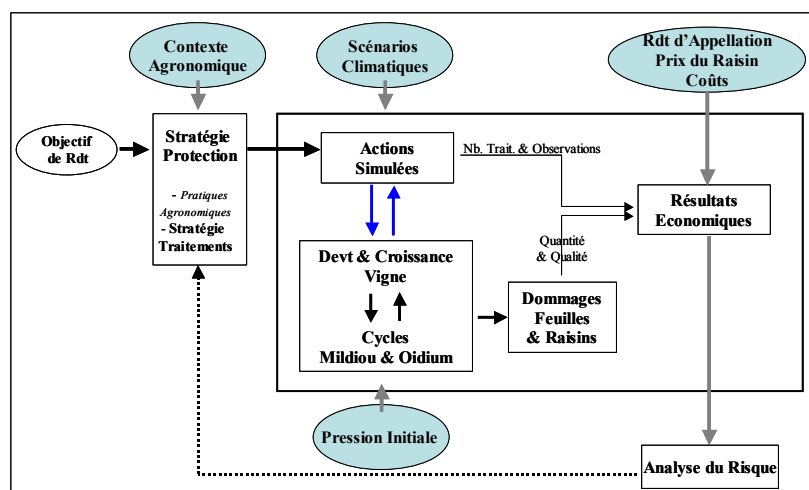 Contexte
Agronomique
Scénarios
Climatiques
Rdt d’Appellation
Prix du Raisin
Coûts
Objectif
de Rdt
Stratégie
Protection
- Pratiques
Agronomiques
- Stratégie
Traitements
Actions
Simulées
Nb. Trait. & Observations
Résultats
Economiques
Quantité
& Qualité
Devt & Croissance
Vigne
Cycles
Mildiou & Oidium
Dommages
Feuilles
& Raisins
Pression Initiale
Analyse du Risque